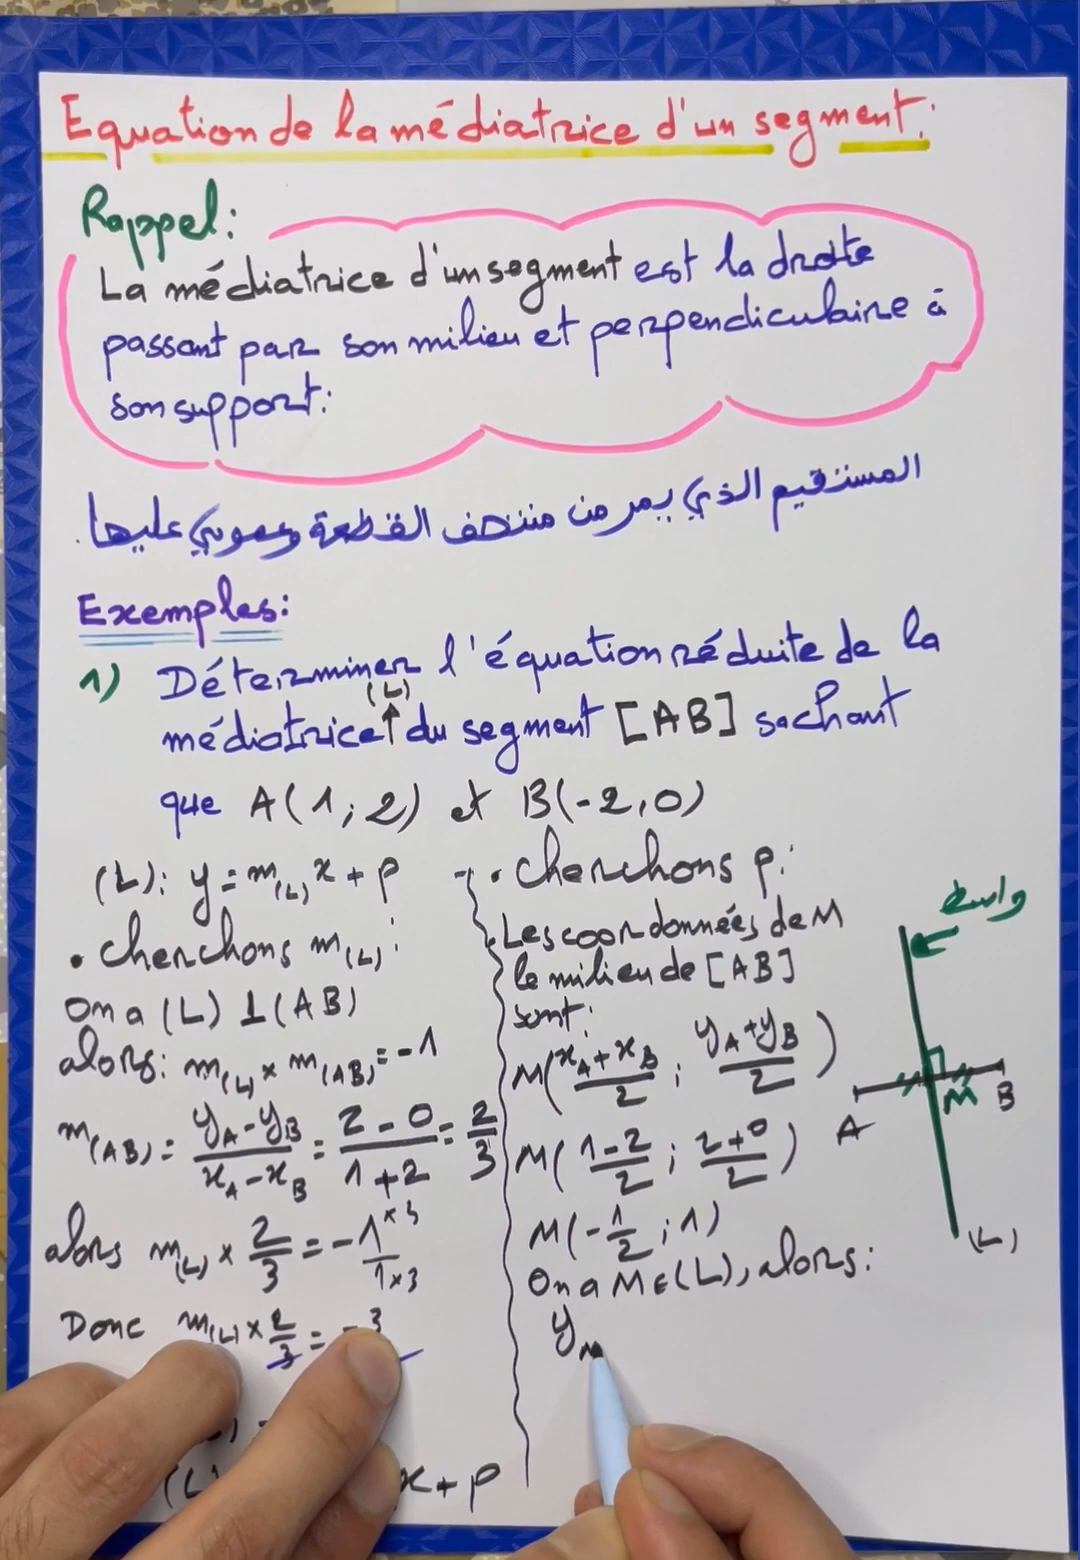 Equation de la médiatrice d'un segment:
Rappel:
La médiatrice d'un segment est la droite
passant par son milieu et perpendiculaire à
son support:
المستقيم الذي يمر من منتصف القطعة وعمودي عليها.
Exemples:
1) Déterminer l'équation réduite de la
(L)
médiatrice ↑ du segment [AB] sachant
que A(1;2) et B(-2,0)
(L): y = m(L) x + p
• cherchons m(L):
On a (L) ⊥ (AB)
alors: m(L) × m(AB) = -1
m(AB) = (yA - yB)/(xA - xB) = (2 - 0)/(1 + 2) = 2/3
alors m(L) × 2/3 = -1×3/1×3
Donc m(L) × 2/3 = -3
x + p
• cherchons p:
Les coordonnées de M
le milieu de [AB]
sont:
M((xA + xB)/2 ; (yA + yB)/2)
M((1-2)/2 ; (2+0)/2)
M(-1/2 ; 1)
On a M ∈ (L), alors:
yM
واسط
A
M
B
(L)